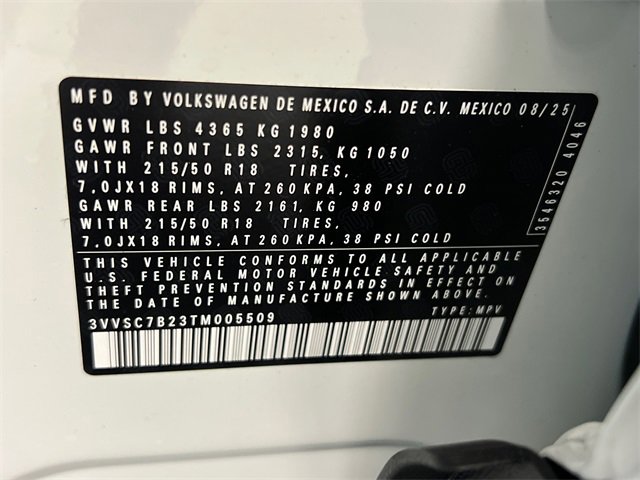 MFD BY VOLKSWAGEN DE MEXICO S.A. DE C.V. MEXICO 08/25
GVWR LBS 4365 KG 1980
GAWR FRONT LBS 2315, KG 1050
WITH 215/50 R18 TIRES,
7,0JX18 RIMS, AT 260 KPA, 38 PSI COLD
GAWR REAR LBS 2161, KG 980
WITH 215/50 R18 TIRES,
7,0JX18 RIMS, AT 260 KPA, 38 PSI COLD
THIS VEHICLE CONFORMS TO ALL APPLICABLE
U.S. FEDERAL MOTOR VEHICLE SAFETY AND
THEFT PREVENTION STANDARDS IN EFFECT ON
THE DATE OF MANUFACTURE SHOWN ABOVE.
3VVSC7B23TM005509 TYPE: MPV
3546320 4046